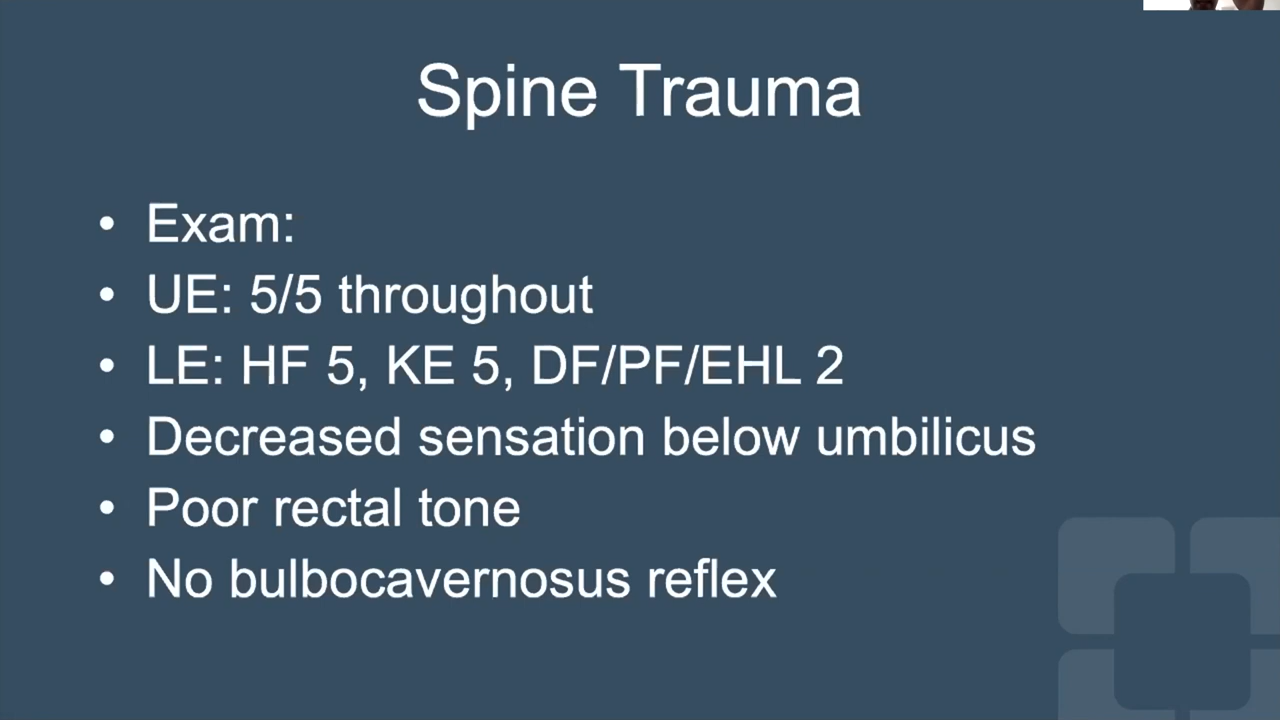 Spine Trauma
• Exam:
• UE: 5/5 throughout
• LE: HF 5, KE 5, DF/PF/EHL 2
• Decreased sensation below umbilicus
• Poor rectal tone
• No bulbocavernosus reflex